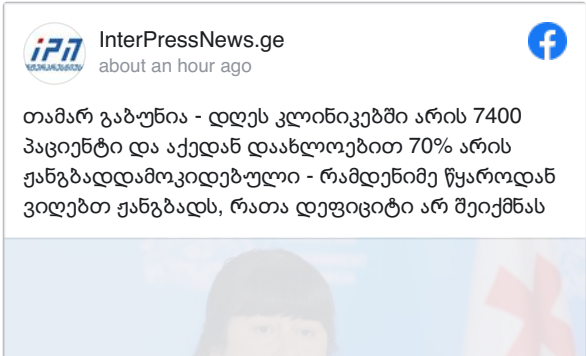 იპნ
InterPressNews.ge
about an hour ago
თამარ გაბუნია - დღეს კლინიკებში არის 7400
პაციენტი და აქედან დაახლოებით 70% არის
ჟანგბადდამოკიდებული - რამდენიმე წყაროდან
ვიღებთ ჟანგბადს, რათა დეფიციტი არ შეიქმნას